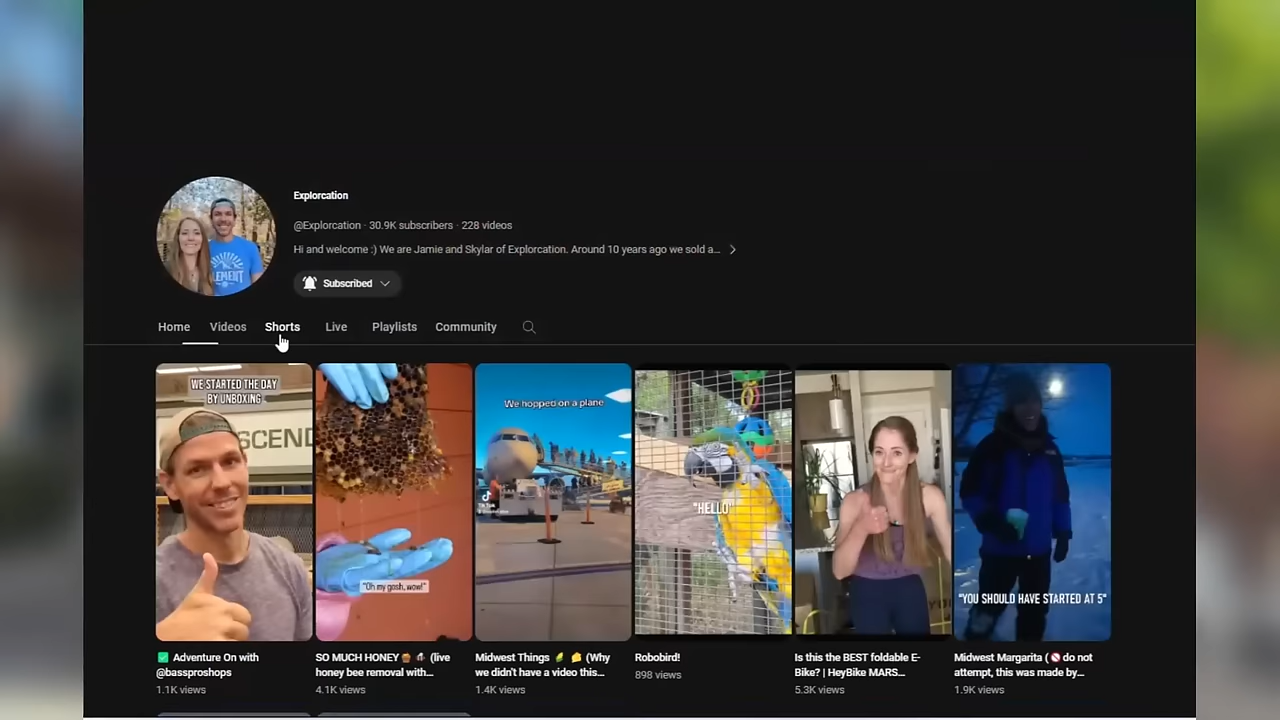 Explorcation
@Explorcation · 30.9K subscribers · 228 videos
Hi and welcome :) We are Jamie and Skylar of Explorcation. Around 10 years ago we sold a...
Subscribed
Home Videos Shorts Live Playlists Community
WE STARTED THE DAY
BY UNBOXING
SCEND
"Oh my gosh, wow!"
We hopped on a plane
TikTok
"HELLO"
"YOU SHOULD HAVE STARTED AT 5"
ELEMENT
✅ Adventure On with
@bassproshops
1.1K views
SO MUCH HONEY🍯 🐝 (live
honey bee removal with...
4.1K views
Midwest Things 🌽 🧀 (Why
we didn't have a video this...
1.4K views
Robobird!
898 views
Is this the BEST foldable E-
Bike? | HeyBike MARS...
5.3K views
Midwest Margarita (🚫do not
attempt, this was made by...
1.9K views